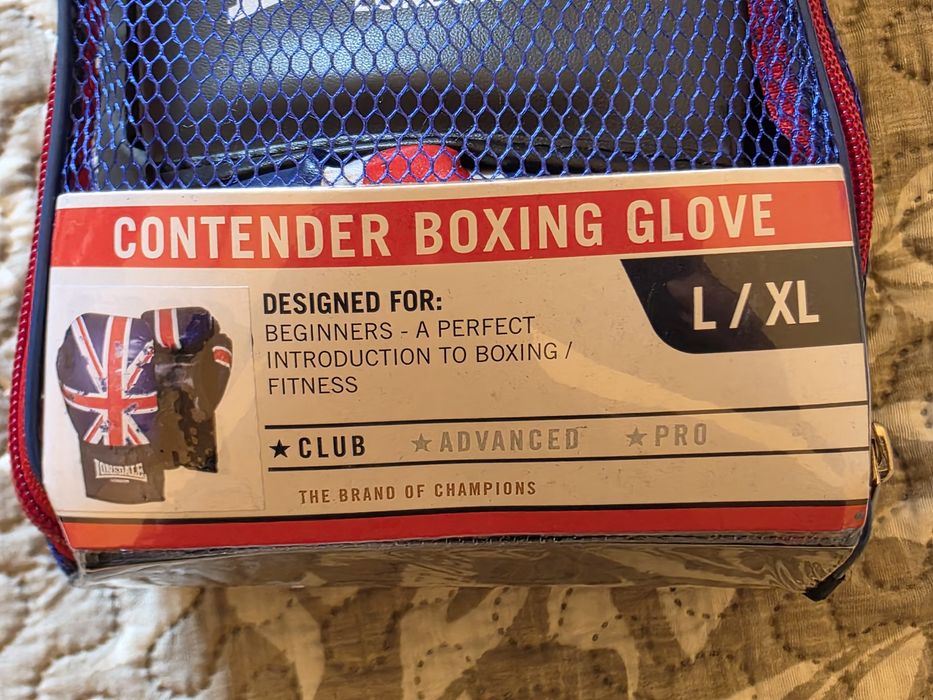 CONTENDER BOXING GLOVE
L / XL
DESIGNED FOR:
BEGINNERS - A PERFECT
INTRODUCTION TO BOXING /
FITNESS
★CLUB ★ADVANCED ★PRO
THE BRAND OF CHAMPIONS
LONSDALE